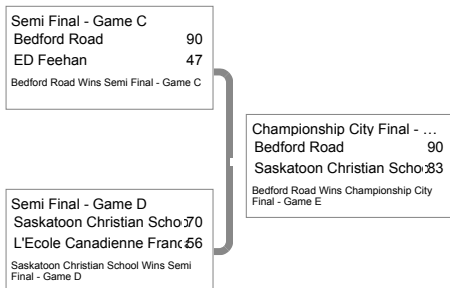 Semi Final - Game C
Bedford Road 90
ED Feehan 47
Bedford Road Wins Semi Final - Game C
Championship City Final - ...
Bedford Road 90
Saskatoon Christian Scho 83
Bedford Road Wins Championship City
Final - Game E
Semi Final - Game D
Saskatoon Christian Scho 70
L'Ecole Canadienne Franç 56
Saskatoon Christian School Wins Semi
Final - Game D